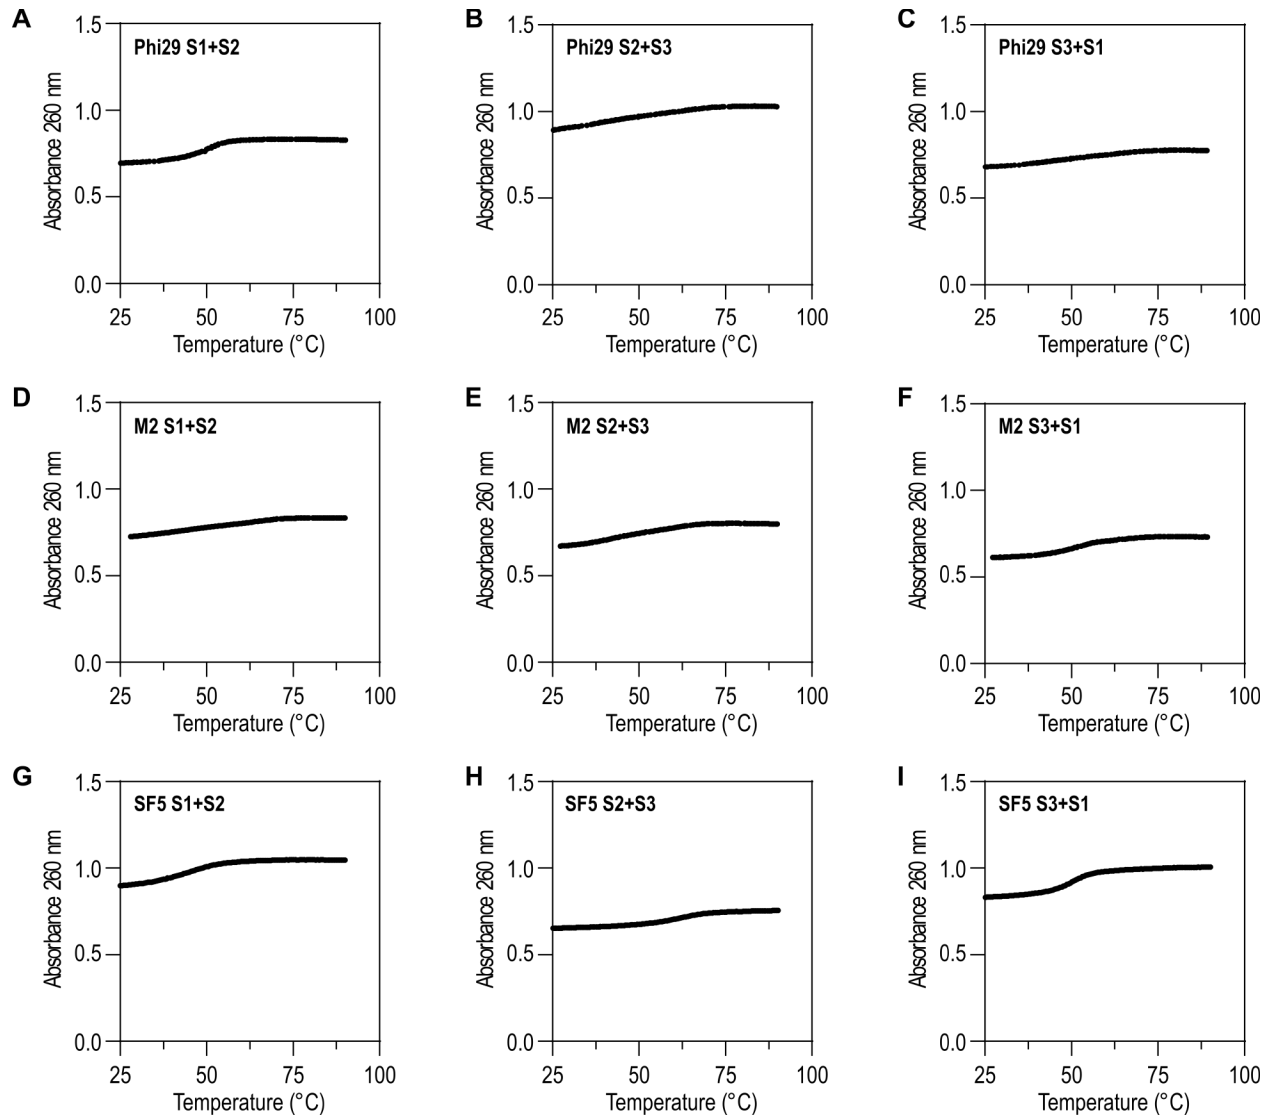 A
Phi29 S1+S2
Absorbance 260 nm
1.5
1.0
0.5
0.0
25 50 75 100
Temperature (°C)
B
Phi29 S2+S3
Absorbance 260 nm
1.5
1.0
0.5
0.0
25 50 75 100
Temperature (°C)
C
Phi29 S3+S1
Absorbance 260 nm
1.5
1.0
0.5
0.0
25 50 75 100
Temperature (°C)
D
M2 S1+S2
Absorbance 260 nm
1.5
1.0
0.5
0.0
25 50 75 100
Temperature (°C)
E
M2 S2+S3
Absorbance 260 nm
1.5
1.0
0.5
0.0
25 50 75 100
Temperature (°C)
F
M2 S3+S1
Absorbance 260 nm
1.5
1.0
0.5
0.0
25 50 75 100
Temperature (°C)
G
SF5 S1+S2
Absorbance 260 nm
1.5
1.0
0.5
0.0
25 50 75 100
Temperature (°C)
H
SF5 S2+S3
Absorbance 260 nm
1.5
1.0
0.5
0.0
25 50 75 100
Temperature (°C)
I
SF5 S3+S1
Absorbance 260 nm
1.5
1.0
0.5
0.0
25 50 75 100
Temperature (°C)